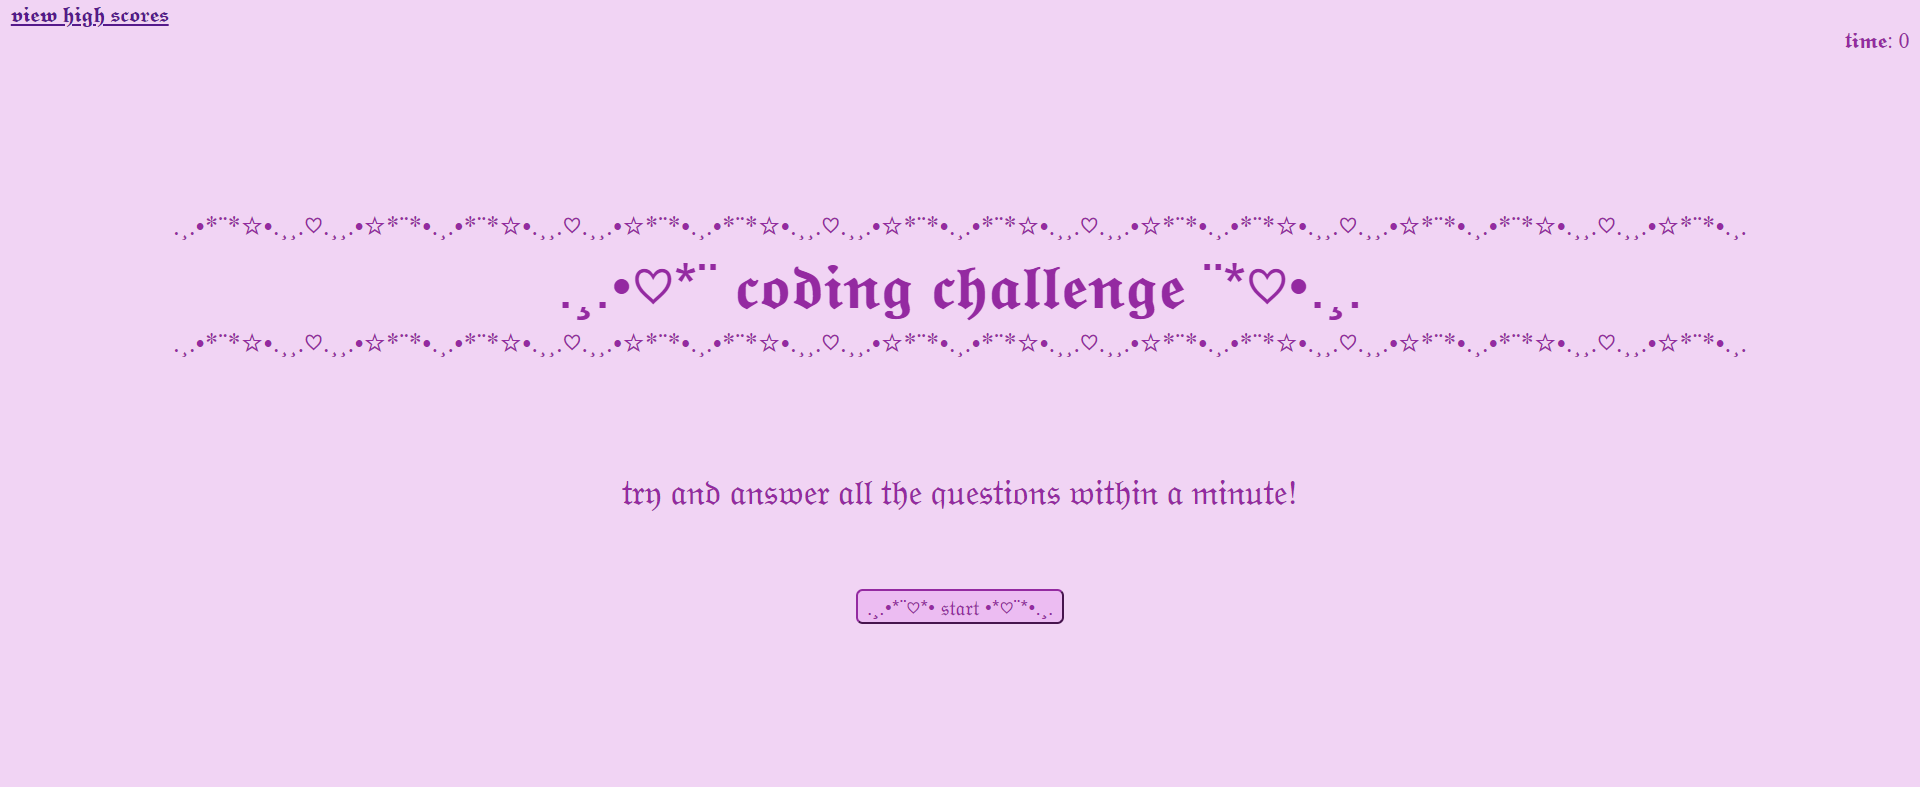 view high scores
time: 0
.¸.•*¨*☆•.¸¸.♡.¸¸.•☆*¨*•.¸.•*¨*☆•.¸¸.♡.¸¸.•☆*¨*•.¸.•*¨*☆•.¸¸.♡.¸¸.•☆*¨*•.¸.•*¨*☆•.¸¸.♡.¸¸.•☆*¨*•.¸.•*¨*☆•.¸¸.♡.¸¸.•☆*¨*•.¸.•*¨*☆•.¸¸.♡.¸¸.•☆*¨*•.¸.
.¸.•♡*¨ coding challenge ¨*♡•.¸.
.¸.•*¨*☆•.¸¸.♡.¸¸.•☆*¨*•.¸.•*¨*☆•.¸¸.♡.¸¸.•☆*¨*•.¸.•*¨*☆•.¸¸.♡.¸¸.•☆*¨*•.¸.•*¨*☆•.¸¸.♡.¸¸.•☆*¨*•.¸.•*¨*☆•.¸¸.♡.¸¸.•☆*¨*•.¸.•*¨*☆•.¸¸.♡.¸¸.•☆*¨*•.¸.
try and answer all the questions within a minute!
.¸.•*¨♡*• start •*♡¨*•.¸.